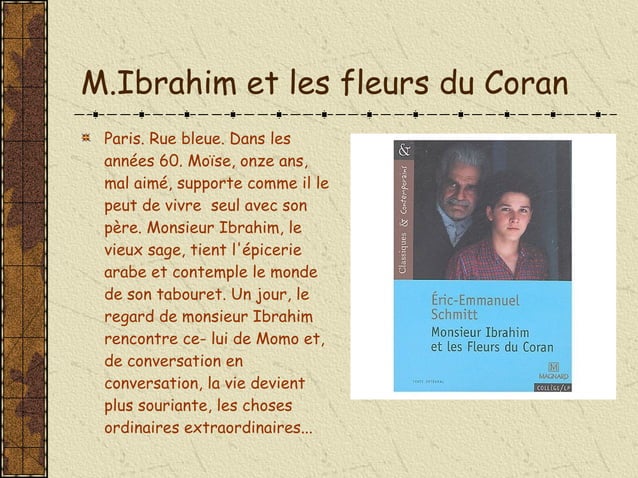 M.Ibrahim et les fleurs du Coran
Paris. Rue bleue. Dans les
années 60. Moïse, onze ans,
mal aimé, supporte comme il le
peut de vivre seul avec son
père. Monsieur Ibrahim, le
vieux sage, tient l'épicerie
arabe et contemple le monde
de son tabouret. Un jour, le
regard de monsieur Ibrahim
rencontre ce- lui de Momo et,
de conversation en
conversation, la vie devient
plus souriante, les choses
ordinaires extraordinaires...
&
Classiques & Contemporains
Éric-Emmanuel
Schmitt
Monsieur Ibrahim
et les Fleurs du Coran
M
MAGNARD
TEXTE INTÉGRAL
COLLÈGE/LP